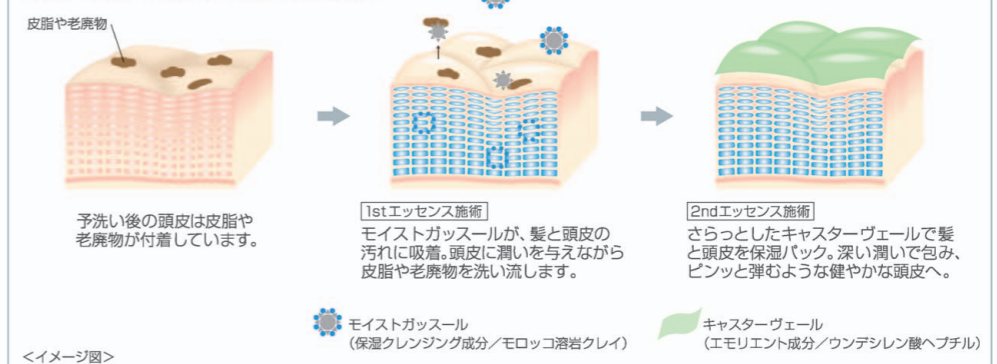 皮脂や老廃物
予洗い後の頭皮は皮脂や
老廃物が付着しています。
1stエッセンス施術
モイストガッスールが、髪と頭皮の
汚れに吸着。頭皮に潤いを与えながら
皮脂や老廃物を洗い流します。
2ndエッセンス施術
さらっとしたキャスターヴェールで髪
と頭皮を保湿パック。深い潤いで包み、
ピンッと弾むような健やかな頭皮へ。
モイストガッスール
（保湿クレンジング成分／モロッコ溶岩クレイ）
キャスターヴェール
（エモリエント成分／ウンデシレン酸ヘプチル）
＜イメージ図＞